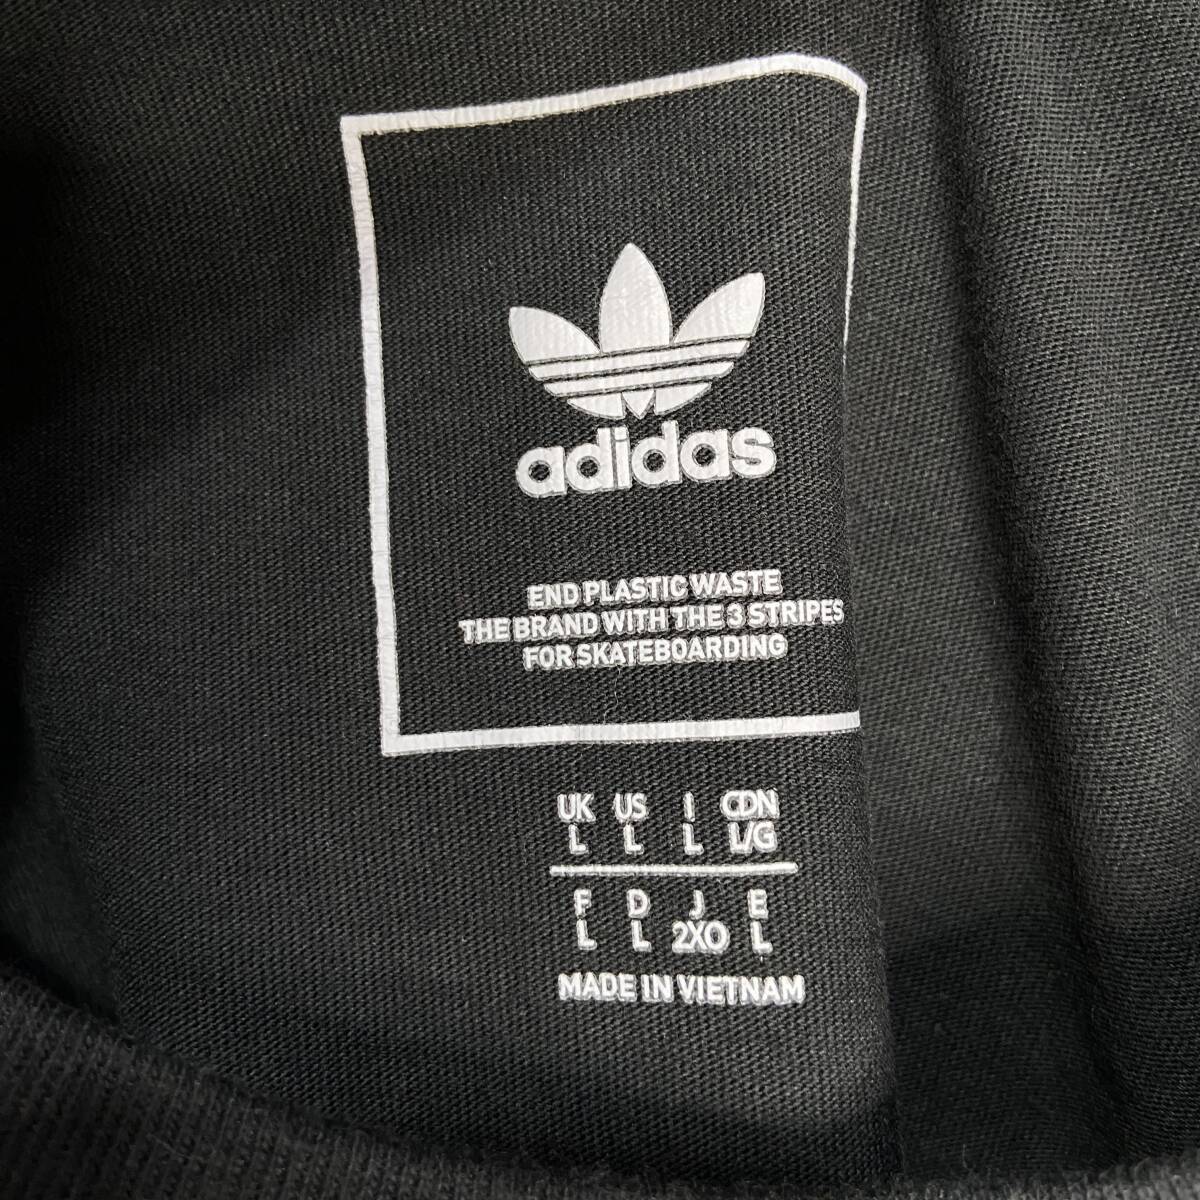 adidas
END PLASTIC WASTE
THE BRAND WITH THE 3 STRIPES
FOR SKATEBOARDING
UK US I CDN
L L L L/G
F D J E
L L 2XO L
MADE IN VIETNAM